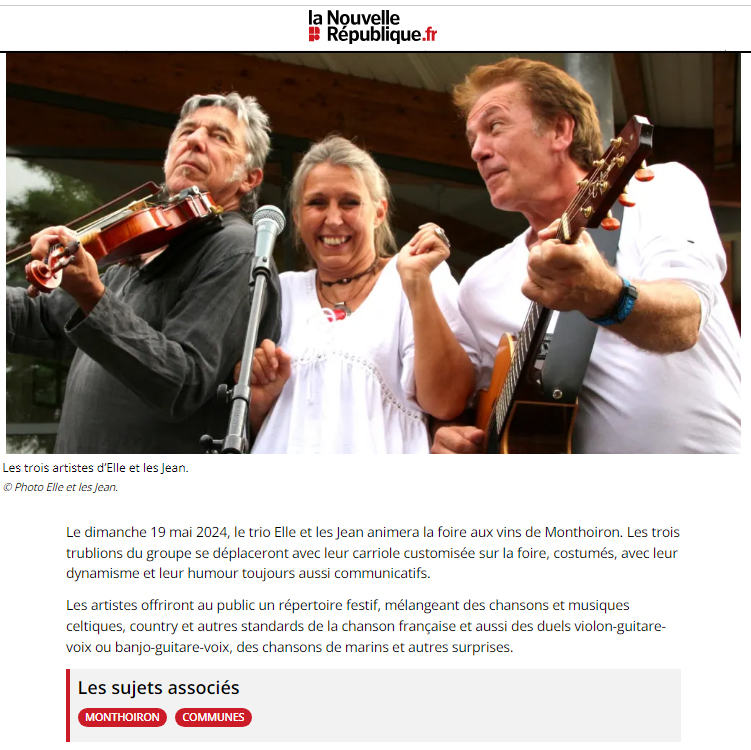 la Nouvelle
République.fr
Les trois artistes d'Elle et les Jean.
© Photo Elle et les Jean.
Le dimanche 19 mai 2024, le trio Elle et les Jean animera la foire aux vins de Monthoiron. Les trois
trublions du groupe se déplaceront avec leur carriole customisée sur la foire, costumés, avec leur
dynamisme et leur humour toujours aussi communicatifs.
Les artistes offriront au public un répertoire festif, mélangeant des chansons et musiques
celtiques, country et autres standards de la chanson française et aussi des duels violon-guitare-
voix ou banjo-guitare-voix, des chansons de marins et autres surprises.
Les sujets associés
MONTHOIRON COMMUNES